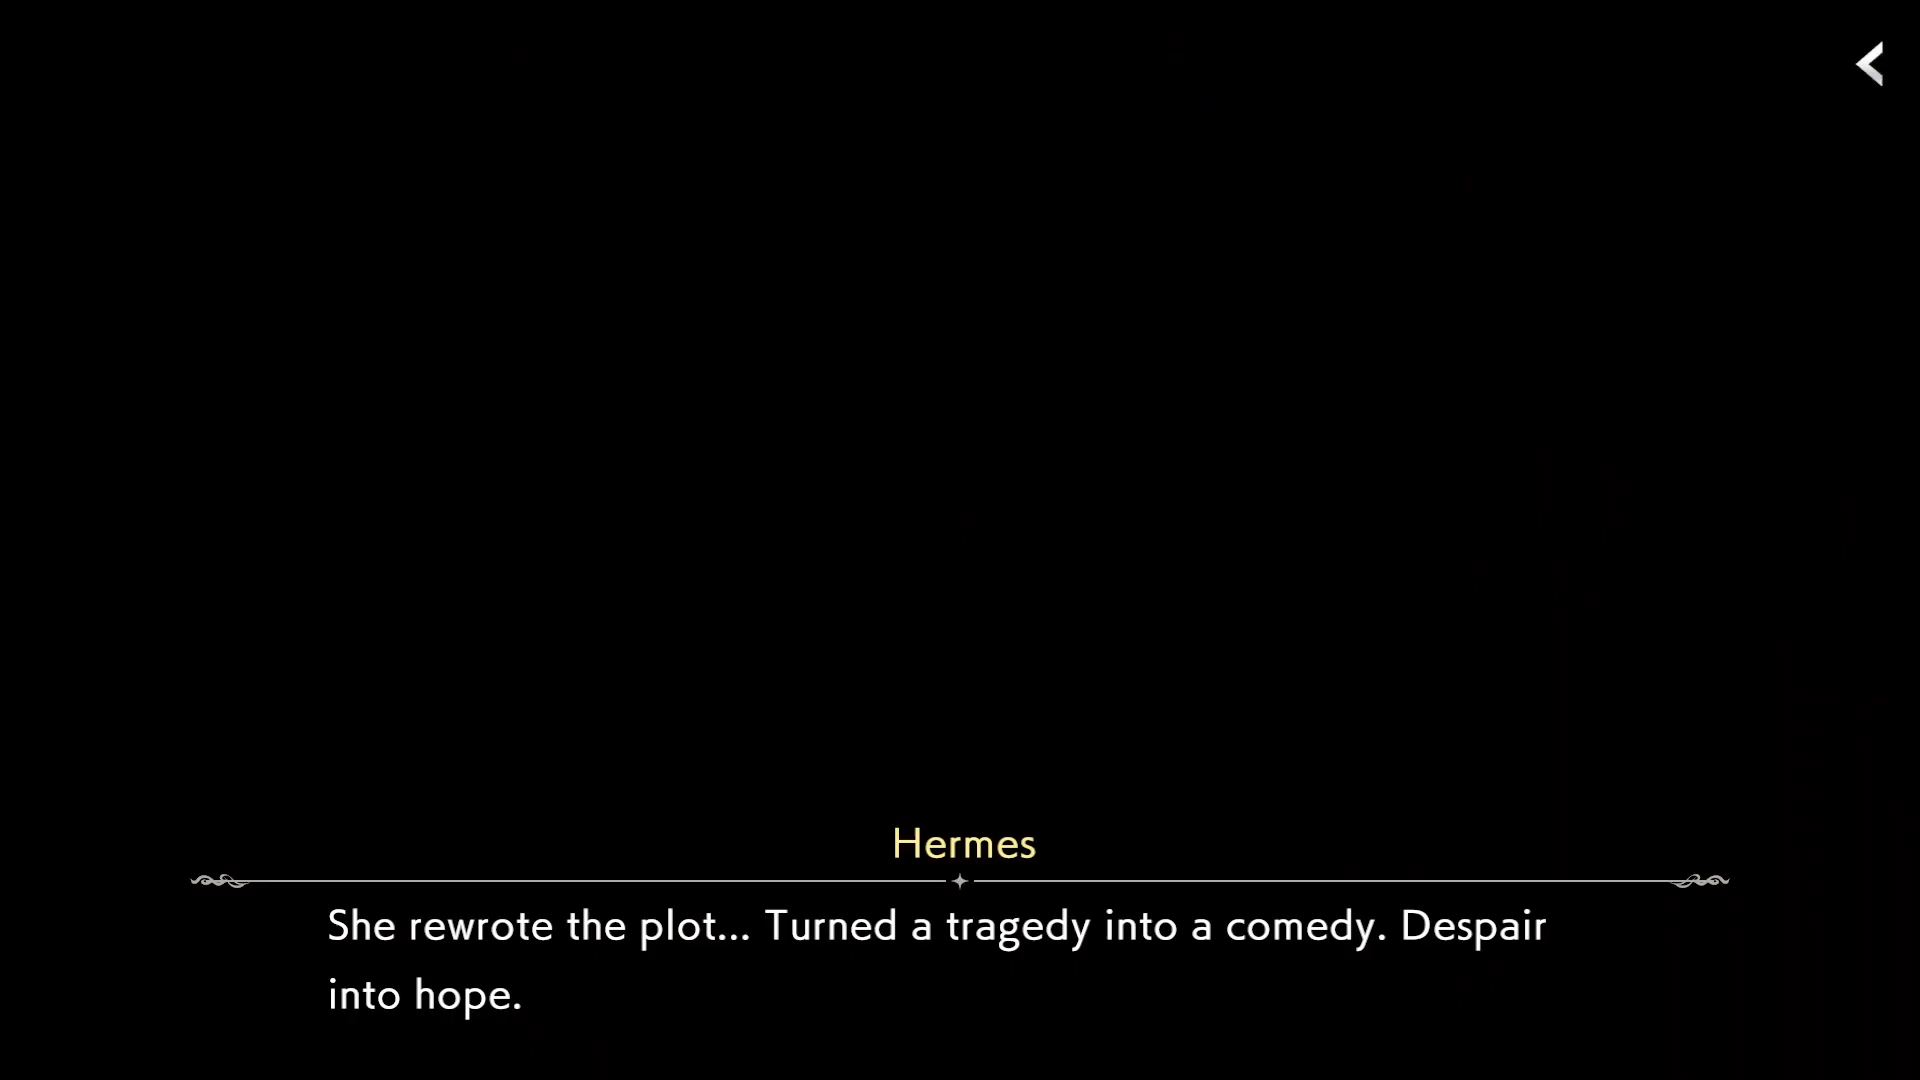 Hermes
She rewrote the plot... Turned a tragedy into a comedy. Despair
into hope.